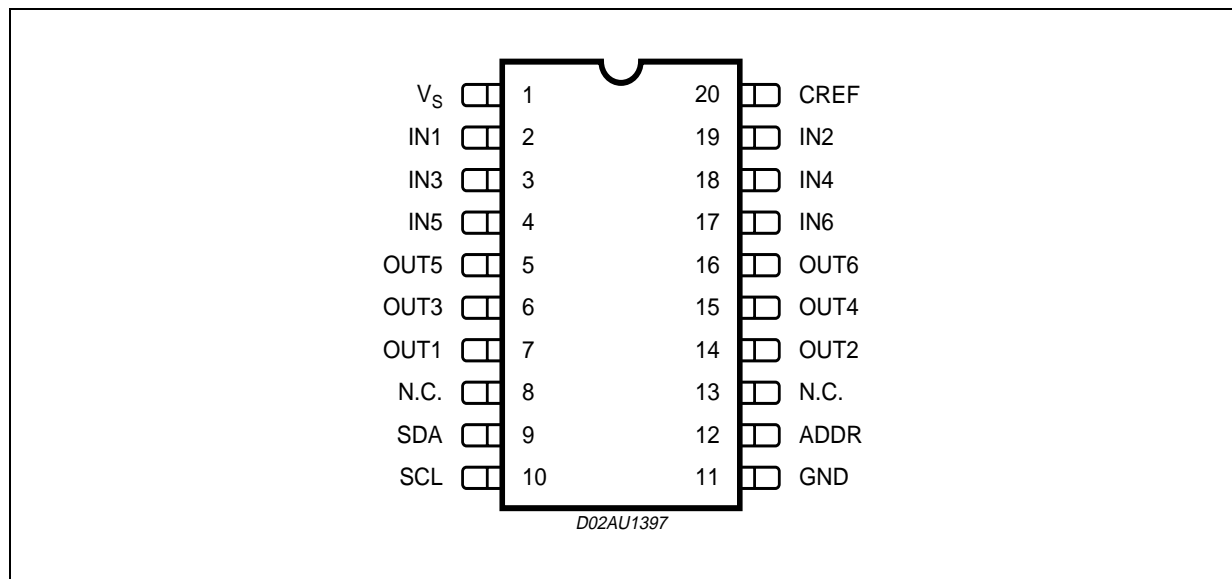 VS 1 20 CREF
IN1 2 19 IN2
IN3 3 18 IN4
IN5 4 17 IN6
OUT5 5 16 OUT6
OUT3 6 15 OUT4
OUT1 7 14 OUT2
N.C. 8 13 N.C.
SDA 9 12 ADDR
SCL 10 11 GND
D02AU1397